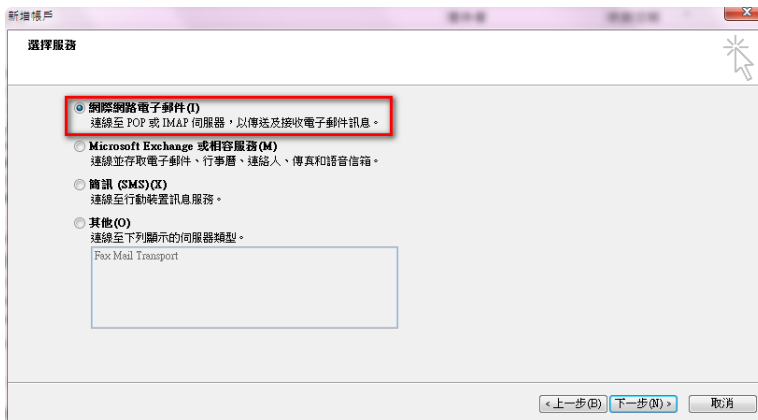 新增帳戶
選擇服務
網際網路電子郵件(I)
連線至 POP 或 IMAP 伺服器,以傳送及接收電子郵件訊息。
Microsoft Exchange 或相容服務(M)
連線並存取電子郵件、行事曆、連絡人、傳真和語音信箱。
簡訊 (SMS)(X)
連線至行動裝置訊息服務。
其他(O)
連線至下列顯示的伺服器類型。
Fax Mail Transport
<上一步(B) 下一步(N)> 取消